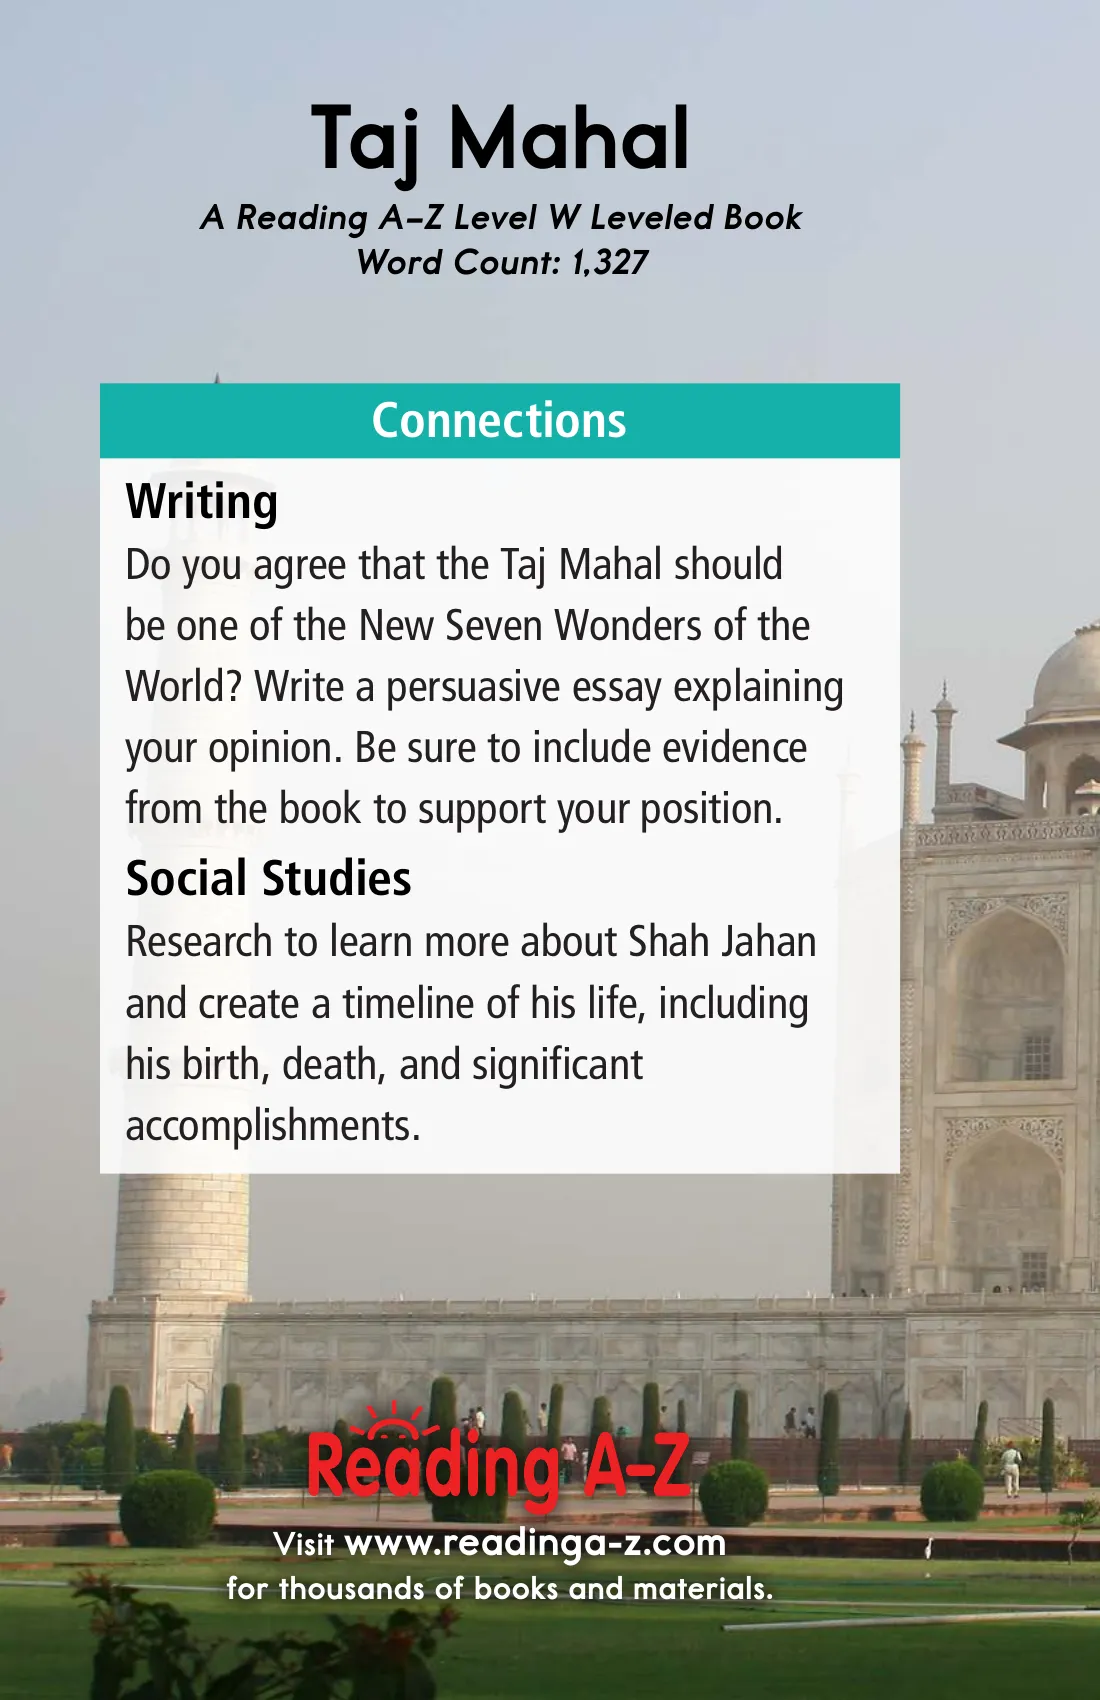 Taj Mahal
A Reading A–Z Level W Leveled Book
Word Count: 1,327
Connections
Writing
Do you agree that the Taj Mahal should
be one of the New Seven Wonders of the
World? Write a persuasive essay explaining
your opinion. Be sure to include evidence
from the book to support your position.
Social Studies
Research to learn more about Shah Jahan
and create a timeline of his life, including
his birth, death, and significant
accomplishments.
Reading A-Z
Visit www.readinga-z.com
for thousands of books and materials.